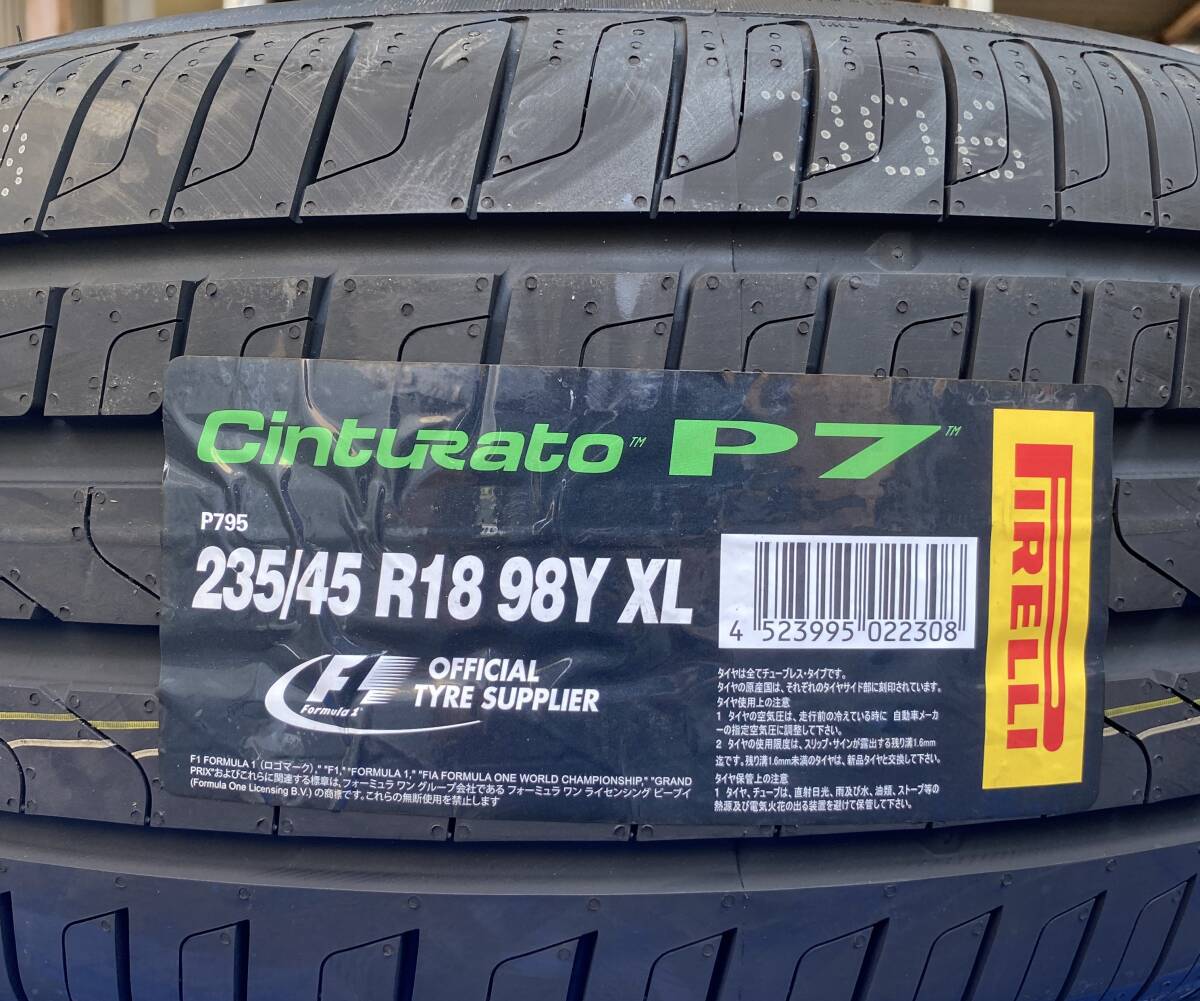 Cinturato™ P7™
P795
235/45 R18 98Y XL
4 523995 022308
PIRELLI
F1
Formula 1
OFFICIAL
TYRE SUPPLIER
F1 FORMULA 1 (ロゴマーク)," "F1," "FORMULA 1," "FIA FORMULA ONE WORLD CHAMPIONSHIP," "GRAND
PRIX"およびこれらに関連する標章は、フォーミュラ ワン グループ会社である フォーミュラ ワン ライセンシング ビーブイ
(Formula One Licensing B.V.) の商標です。これらの無断使用を禁止します
タイヤは全てチューブレス・タイプです。
タイヤの原産国は、それぞれのタイヤサイド部に刻印されています。
タイヤ使用上の注意
1 タイヤの空気圧は、走行前の冷えている時に 自動車メーカ
ーの指定空気圧に調整して下さい。
2 タイヤの使用限度は、スリップ・サインが露出する残り溝1.6mm
迄です。残り溝1.6mm未満のタイヤは、新品タイヤと交換して下さい。
タイヤ保管上の注意
1 タイヤ、チューブは、直射日光、雨及び水、油類、ストーブ等の
熱源及び電気火花の出る装置を避けて保管して下さい。